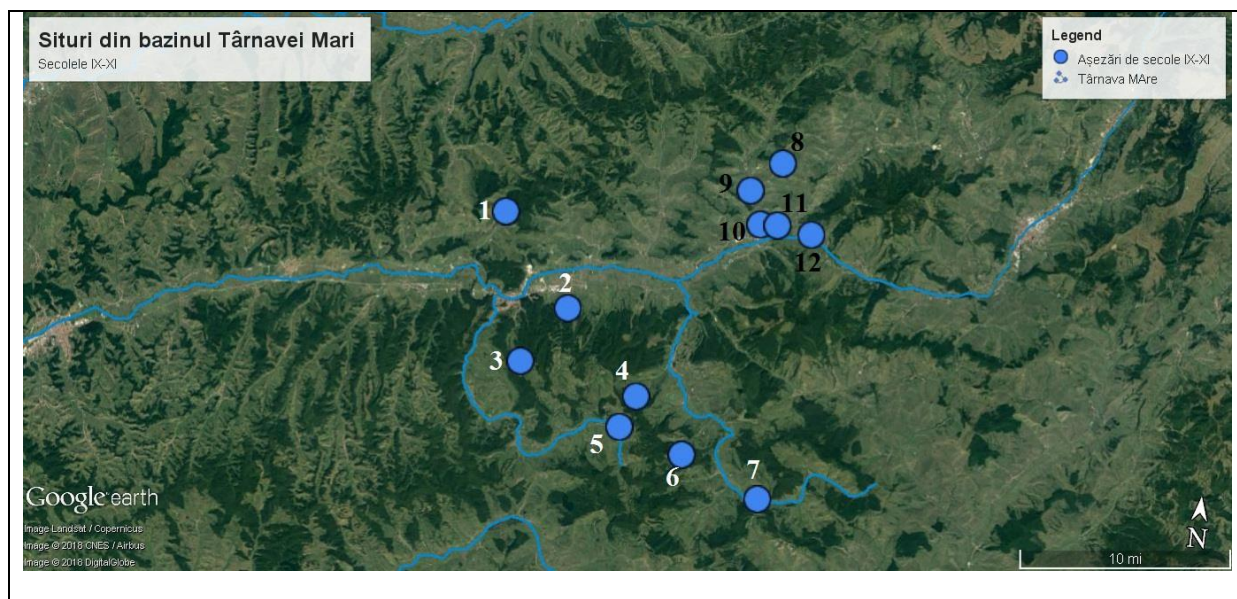 Situri din bazinul Târnavei Mari
Secolele IX-XI
Legend
Așezări de secole IX-XI
Târnava MAre
8
9
1
11
10
12
2
3
4
5
6
7
Google earth
Image Landsat / Copernicus
Image © 2018 CNES / Airbus
Image © 2018 DigitalGlobe
N
10 mi